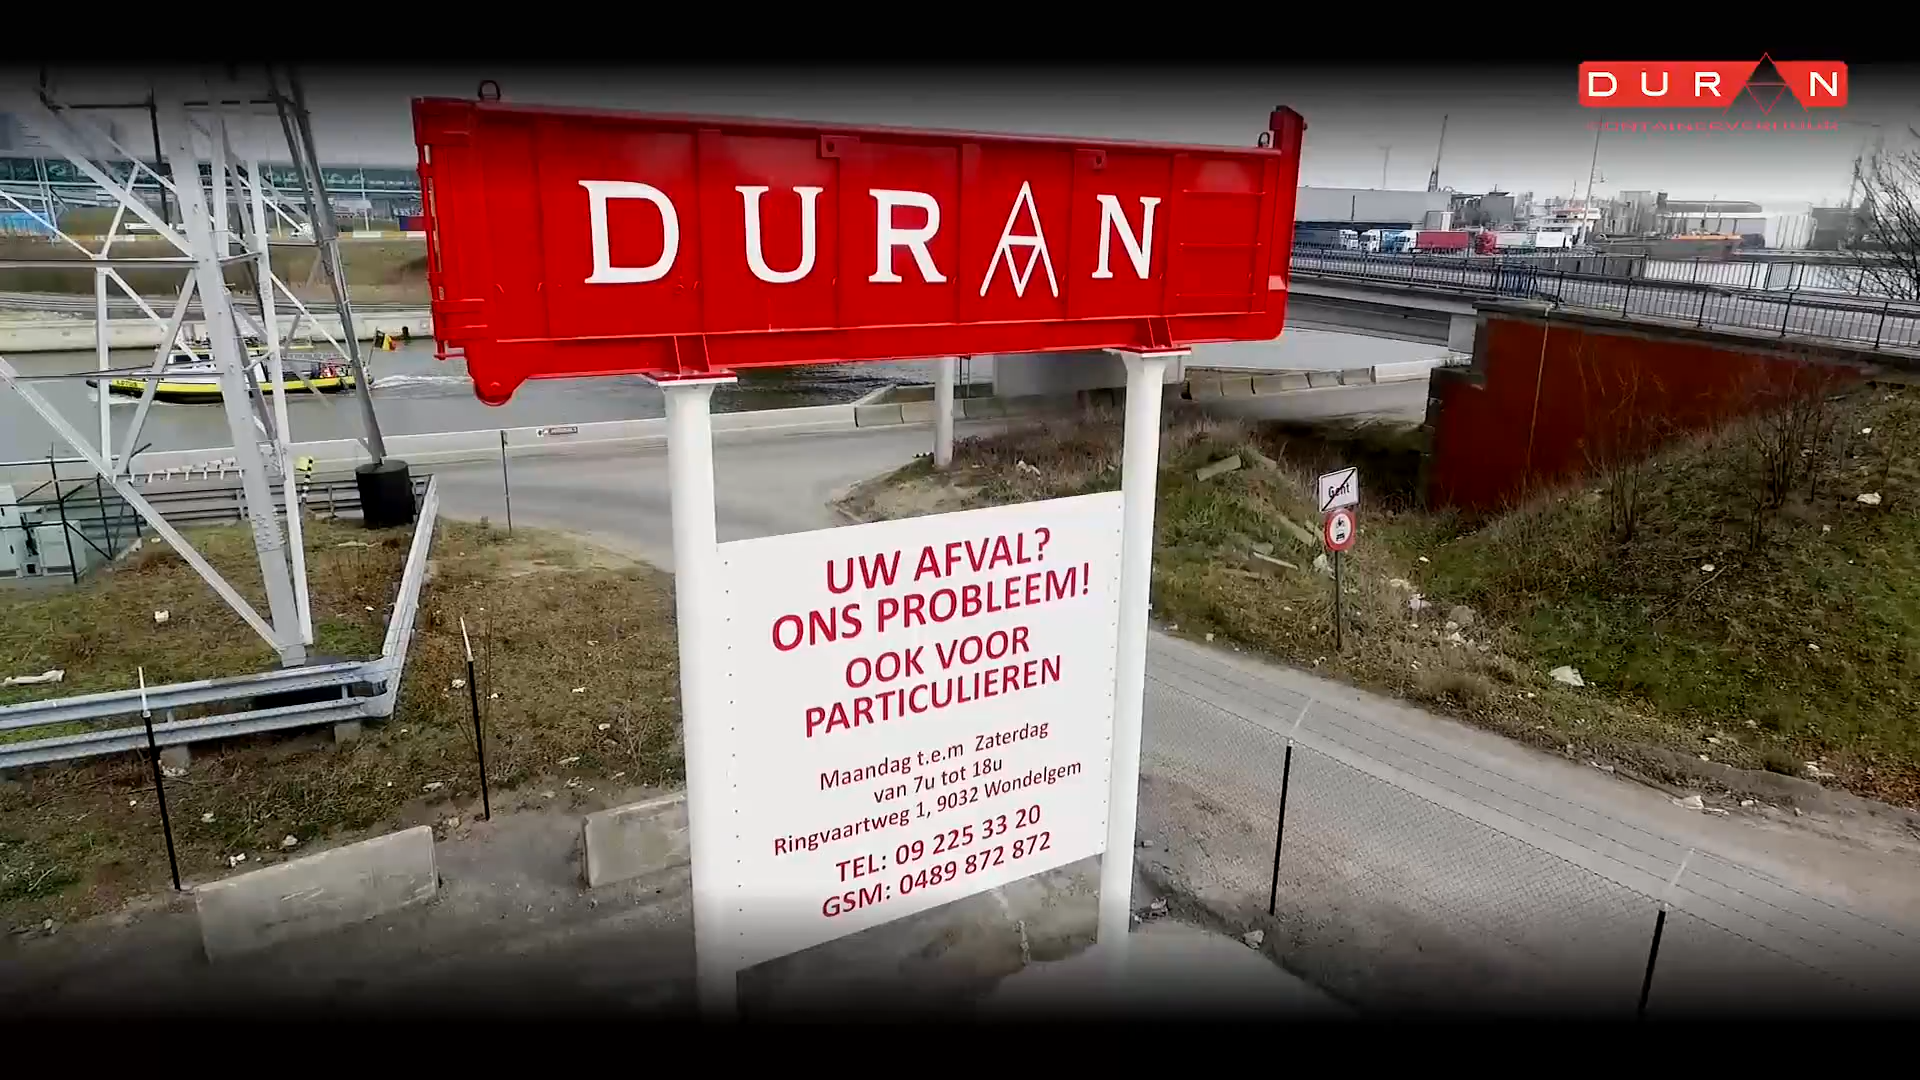 DURAN
CONTAINERVERHUUR
DURAN
UW AFVAL?
ONS PROBLEEM!
OOK VOOR
PARTICULIEREN
Maandag t.e.m Zaterdag
van 7u tot 18u
Ringvaartweg 1, 9032 Wondelgem
TEL: 09 225 33 20
GSM: 0489 872 872
Gent